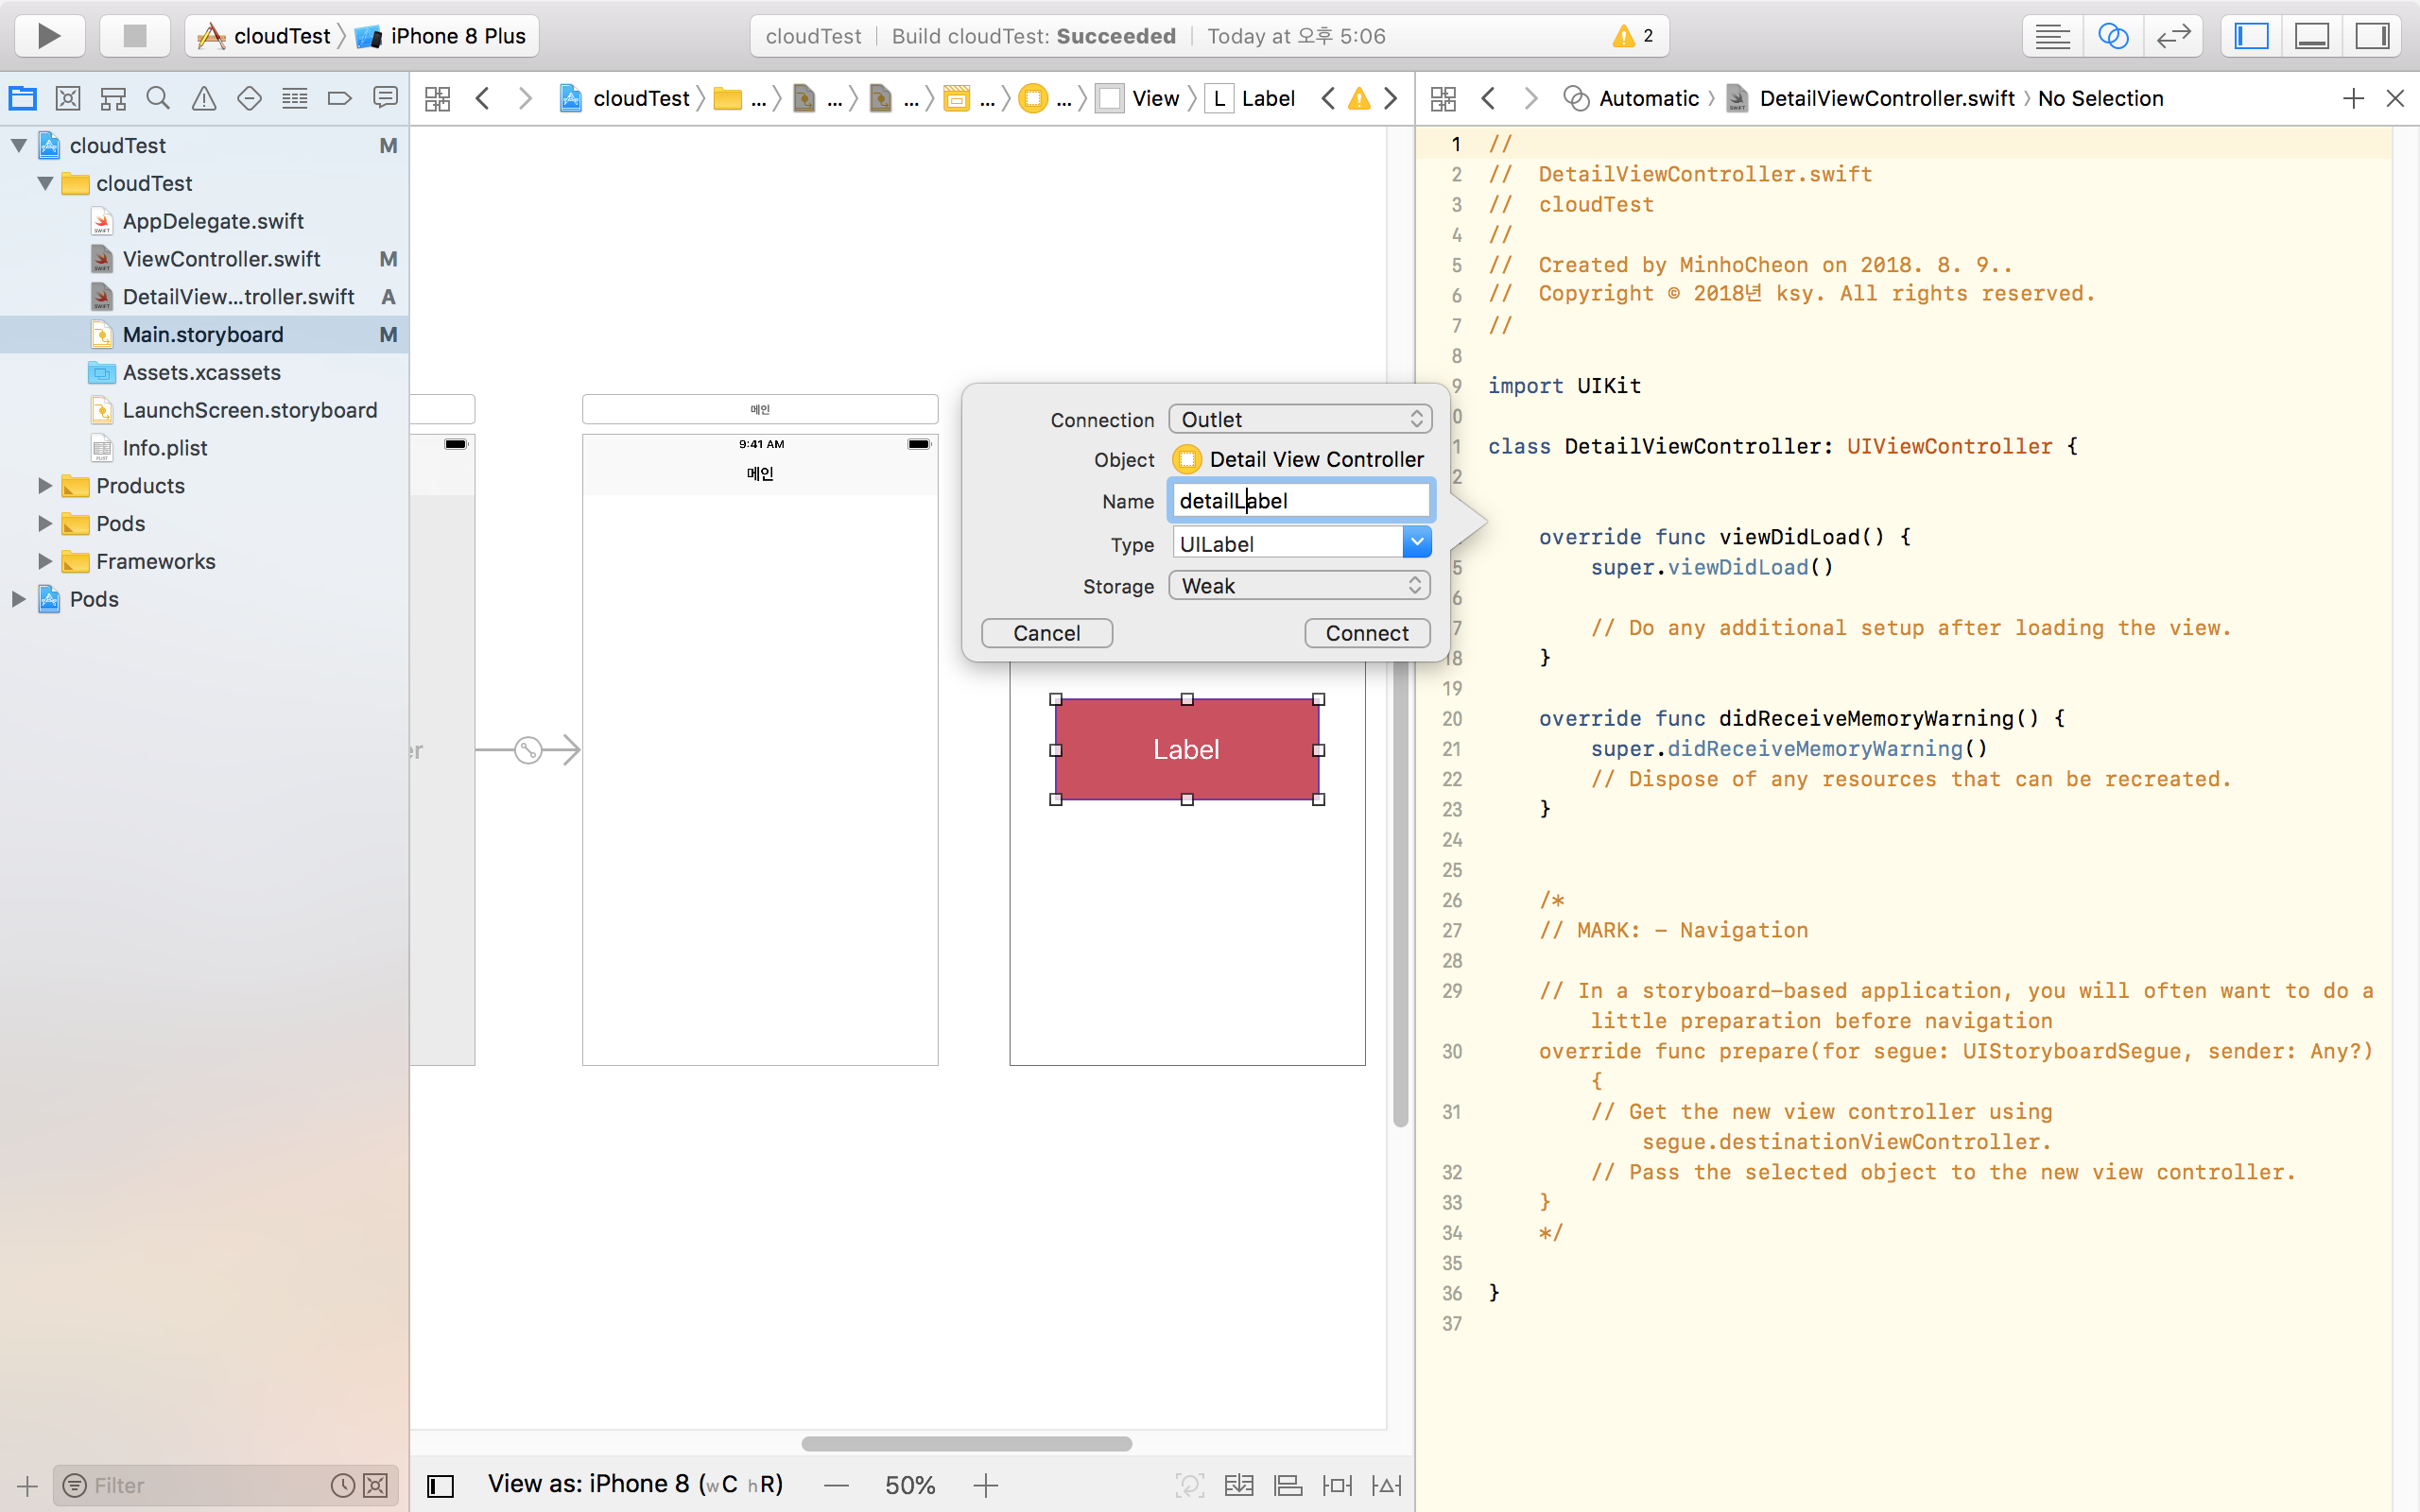 cloudTest
iPhone 8 Plus
cloudTest
Build cloudTest: Succeeded
Today at 오후 5:06
2
cloudTest
...
...
...
...
...
View
L
Label
Automatic
DetailViewController.swift
No Selection
cloudTest M
cloudTest
AppDelegate.swift
ViewController.swift M
DetailView...troller.swift A
Main.storyboard M
Assets.xcassets
LaunchScreen.storyboard
Info.plist
Products
Pods
Frameworks
Pods
Filter
er
메인
9:41 AM
메인
Connection Outlet
Object Detail View Controller
Name detailLabel
Type UILabel
Storage Weak
Cancel
Connect
Label
View as: iPhone 8 (wC hR)
50%
1 //
2 //  DetailViewController.swift
3 //  cloudTest
4 //
5 //  Created by MinhoCheon on 2018. 8. 9..
6 //  Copyright © 2018년 ksy. All rights reserved.
7 //
8
9 import UIKit
0
1 class DetailViewController: UIViewController {
2
override func viewDidLoad() {
5 super.viewDidLoad()
6
7 // Do any additional setup after loading the view.
18 }
19
20 override func didReceiveMemoryWarning() {
21 super.didReceiveMemoryWarning()
22 // Dispose of any resources that can be recreated.
23 }
24
25
26 /*
27 // MARK: - Navigation
28
29 // In a storyboard-based application, you will often want to do a
little preparation before navigation
30 override func prepare(for segue: UIStoryboardSegue, sender: Any?)
{
31 // Get the new view controller using
segue.destinationViewController.
32 // Pass the selected object to the new view controller.
33 }
34 */
35
36 }
37